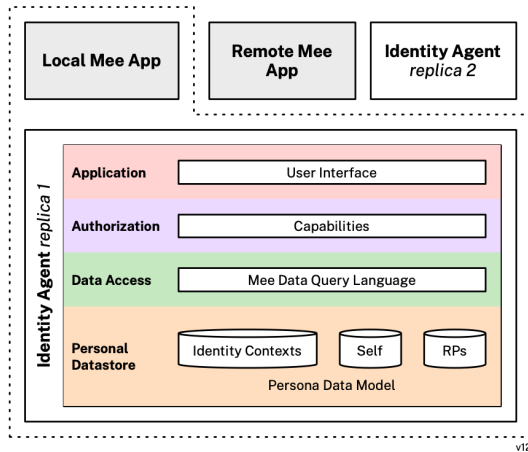 Local Mee App
Remote Mee
App
Identity Agent
replica 2
Identity Agent replica 1
Application
User Interface
Authorization
Capabilities
Data Access
Mee Data Query Language
Personal
Datastore
Identity Contexts
Self
RPs
Persona Data Model
v12